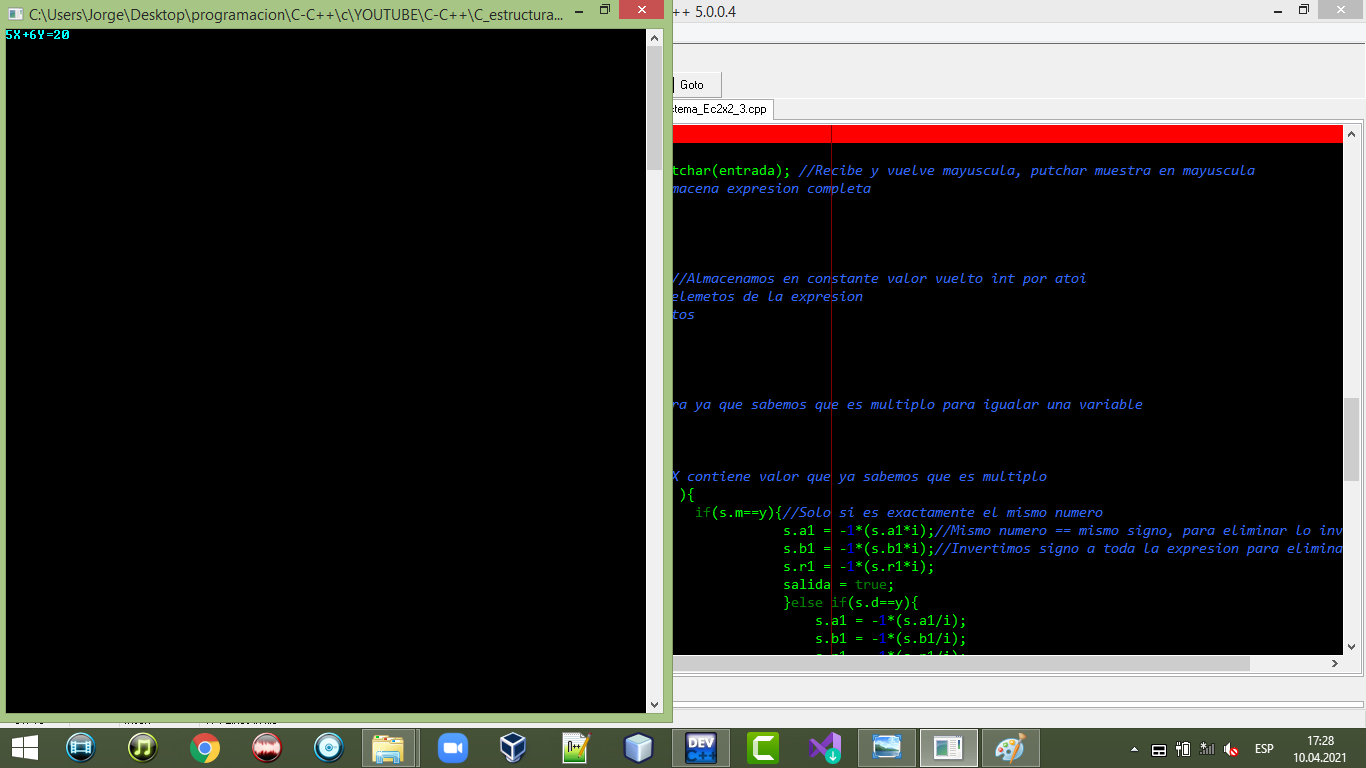 C:\Users\Jorge\Desktop\programacion\C-C++\c\YOUTUBE\C-C++\C_estructura...
++ 5.0.0.4
5X+6Y=20
Goto
tema_Ec2x2_3.cpp
tchar(entrada); //Recibe y vuelve mayuscula, putchar muestra en mayuscula
macena expresion completa
//Almacenamos en constante valor vuelto int por atoi
elemetos de la expresion
tos
ra ya que sabemos que es multiplo para igualar una variable
X contiene valor que ya sabemos que es multiplo
){
if(s.m==y){//Solo si es exactamente el mismo numero
s.a1 = -1*(s.a1*i);//Mismo numero == mismo signo, para eliminar lo inv
s.b1 = -1*(s.b1*i);//Invertimos signo a toda la expresion para elimina
s.r1 = -1*(s.r1*i);
salida = true;
}else if(s.d==y){
s.a1 = -1*(s.a1/i);
s.b1 = -1*(s.b1/i);
DEV C++
ESP
17:28
10.04.2021